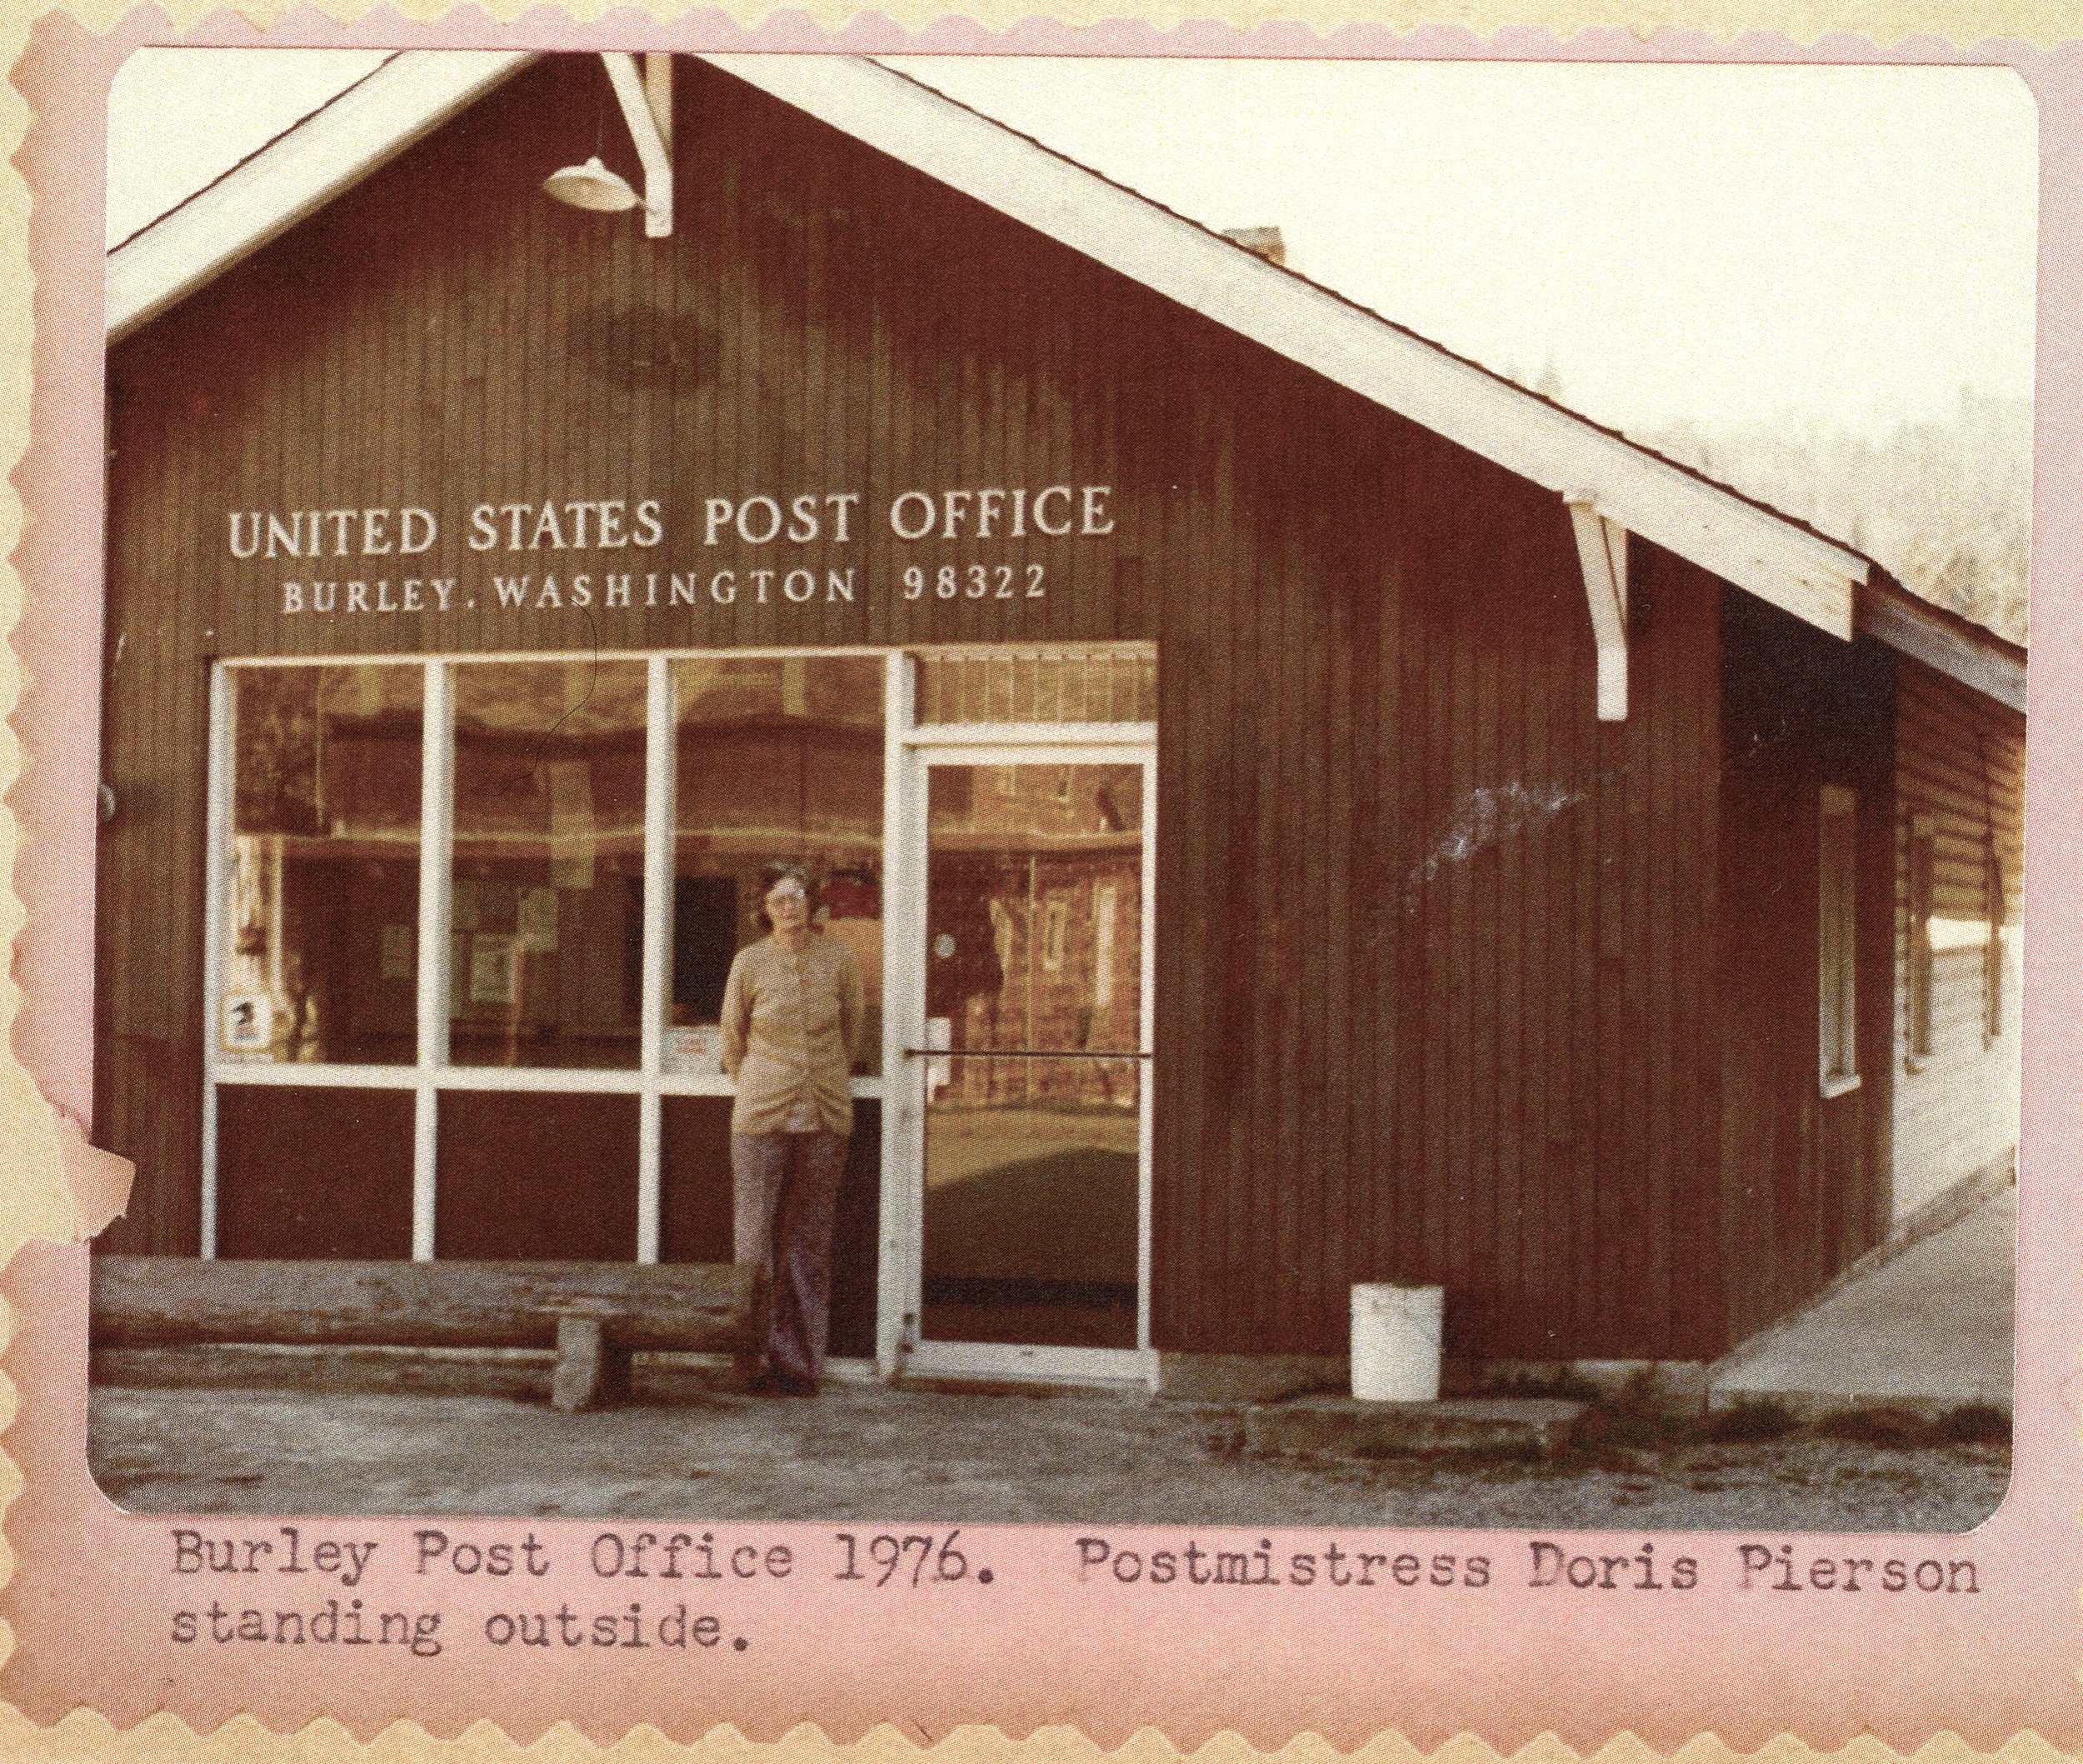 UNITED STATES POST OFFICE
BURLEY. WASHINGTON 98322
Burley Post Office 1976. Postmistress Doris Pierson
standing outside.